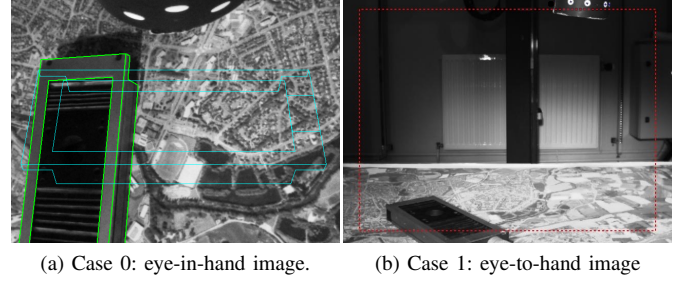 (a) Case 0: eye-in-hand image.
(b) Case 1: eye-to-hand image